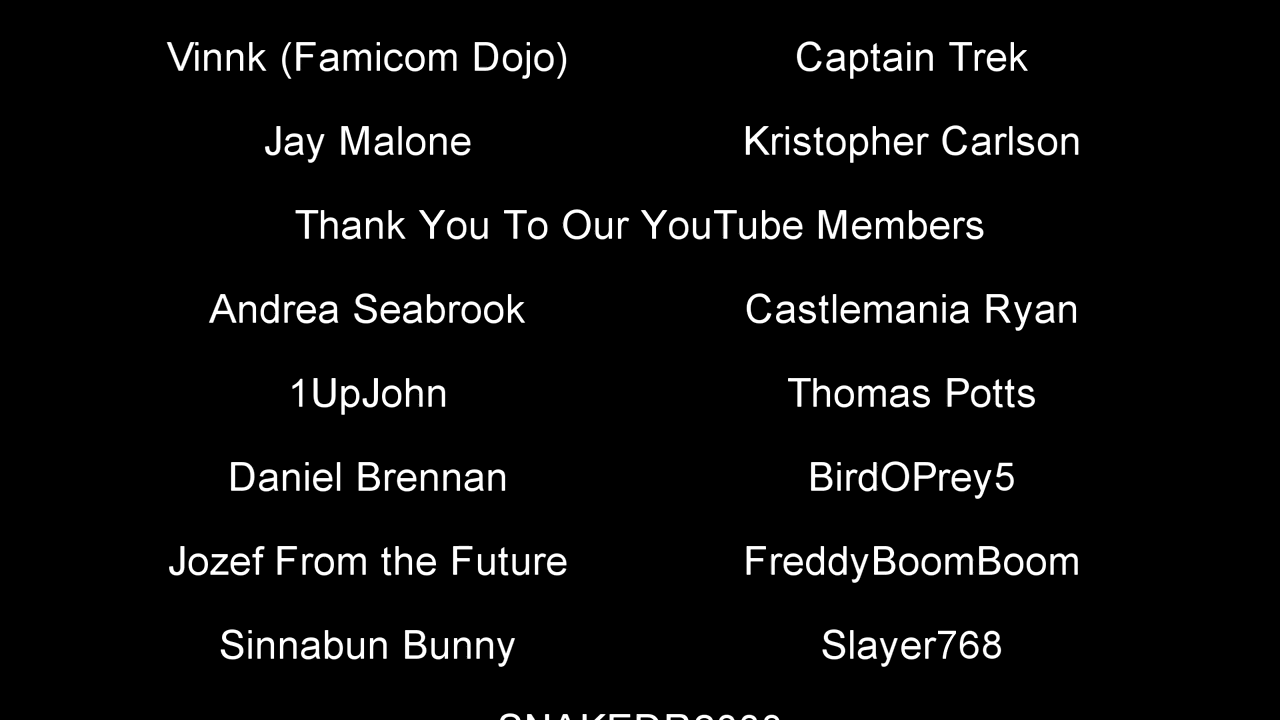 Vinnk (Famicom Dojo) Captain Trek
Jay Malone Kristopher Carlson
Thank You To Our YouTube Members
Andrea Seabrook Castlemania Ryan
1UpJohn Thomas Potts
Daniel Brennan BirdOPrey5
Jozef From the Future FreddyBoomBoom
Sinnabun Bunny Slayer768